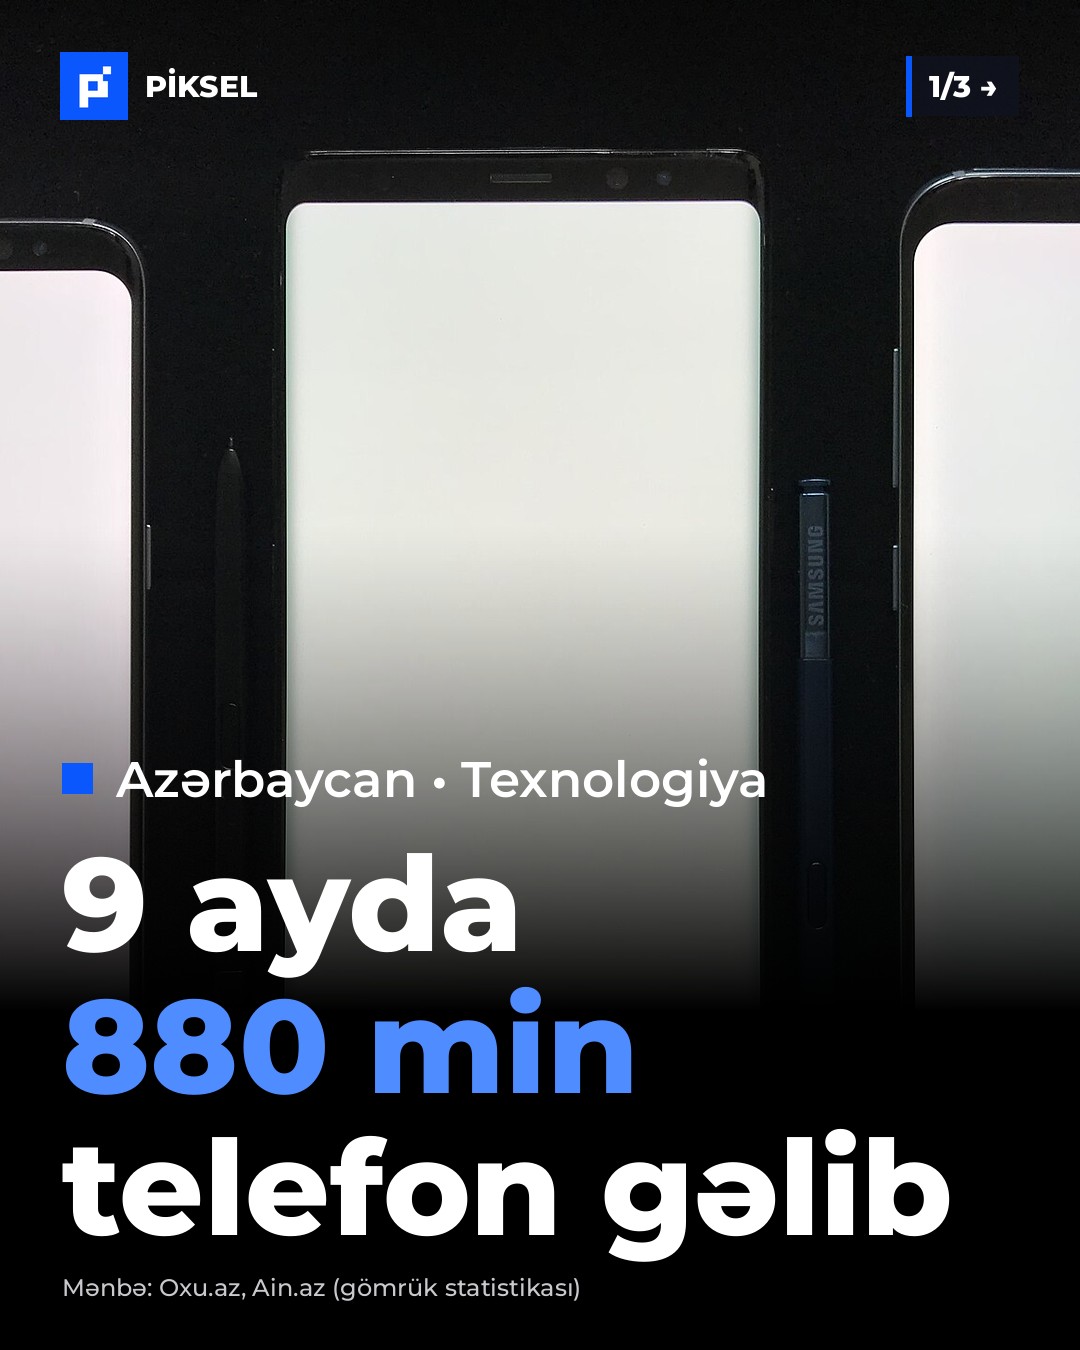 PİKSEL
1/3 →
SAMSUNG
Azərbaycan • Texnologiya
9 ayda
880 min
telefon gəlib
Mənbə: Oxu.az, Ain.az (gömrük statistikası)